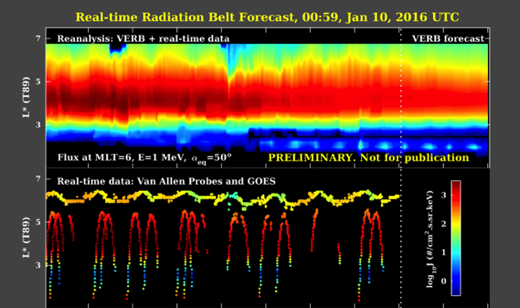 Real-time Radiation Belt Forecast, 00:59, Jan 10, 2016 UTC
7
Reanalysis: VERB + real-time data
VERB forecast
5
L* (T89)
3
Flux at MLT=6, E=1 MeV, αeq=50°
PRELIMINARY. Not for publication
7
Real-time data: Van Allen Probes and GOES
5
L* (T89)
3
3
2
1
0
log10J (#/cm².s.sr.keV)